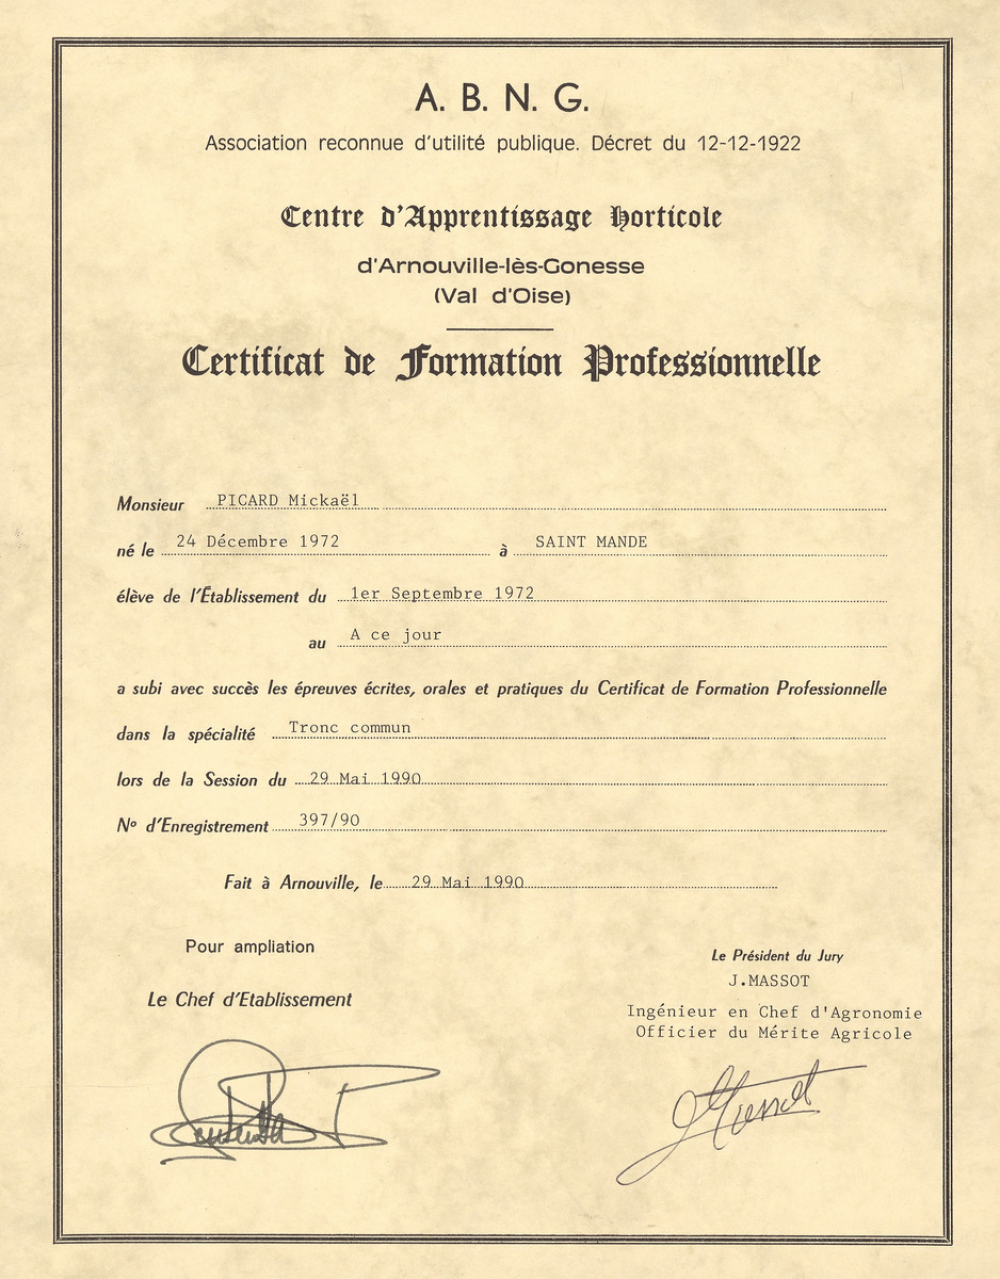 A. B. N. G.
Association reconnue d'utilité publique. Décret du 12-12-1922
Centre d'Apprentissage Horticole
d'Arnouville-lès-Gonesse
(Val d'Oise)
Certificat de Formation Professionnelle
Monsieur PICARD Mickaël
né le 24 Décembre 1972 à SAINT MANDE
élève de l'Établissement du 1er Septembre 1972
au A ce jour
a subi avec succès les épreuves écrites, orales et pratiques du Certificat de Formation Professionnelle
dans la spécialité Tronc commun
lors de la Session du 29 Mai 1990
Nº d'Enregistrement 397/90
Fait à Arnouville, le 29 Mai 1990
Pour ampliation
Le Chef d'Etablissement
Le Président du Jury
J.MASSOT
Ingénieur en Chef d'Agronomie
Officier du Mérite Agricole